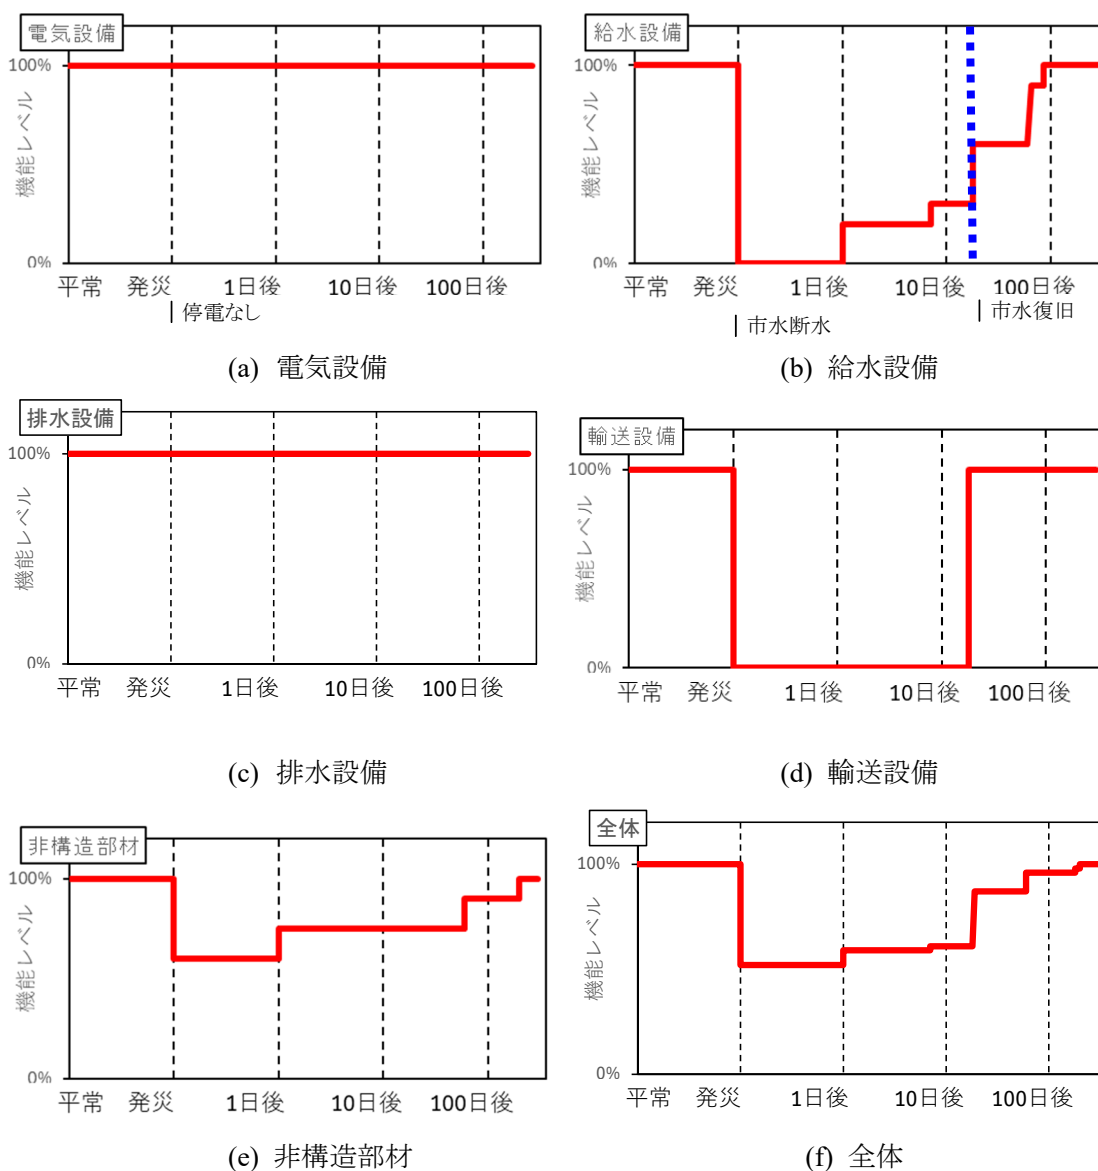 電気設備
100%
機能レベル
0%
平常 発災 1日後 10日後 100日後
停電なし
(a) 電気設備
給水設備
100%
機能レベル
0%
平常 発災 1日後 10日後 100日後
市水断水 市水復旧
(b) 給水設備
排水設備
100%
機能レベル
0%
平常 発災 1日後 10日後 100日後
(c) 排水設備
輸送設備
100%
機能レベル
0%
平常 発災 1日後 10日後 100日後
(d) 輸送設備
非構造部材
100%
機能レベル
0%
平常 発災 1日後 10日後 100日後
(e) 非構造部材
全体
100%
機能レベル
0%
平常 発災 1日後 10日後 100日後
(f) 全体